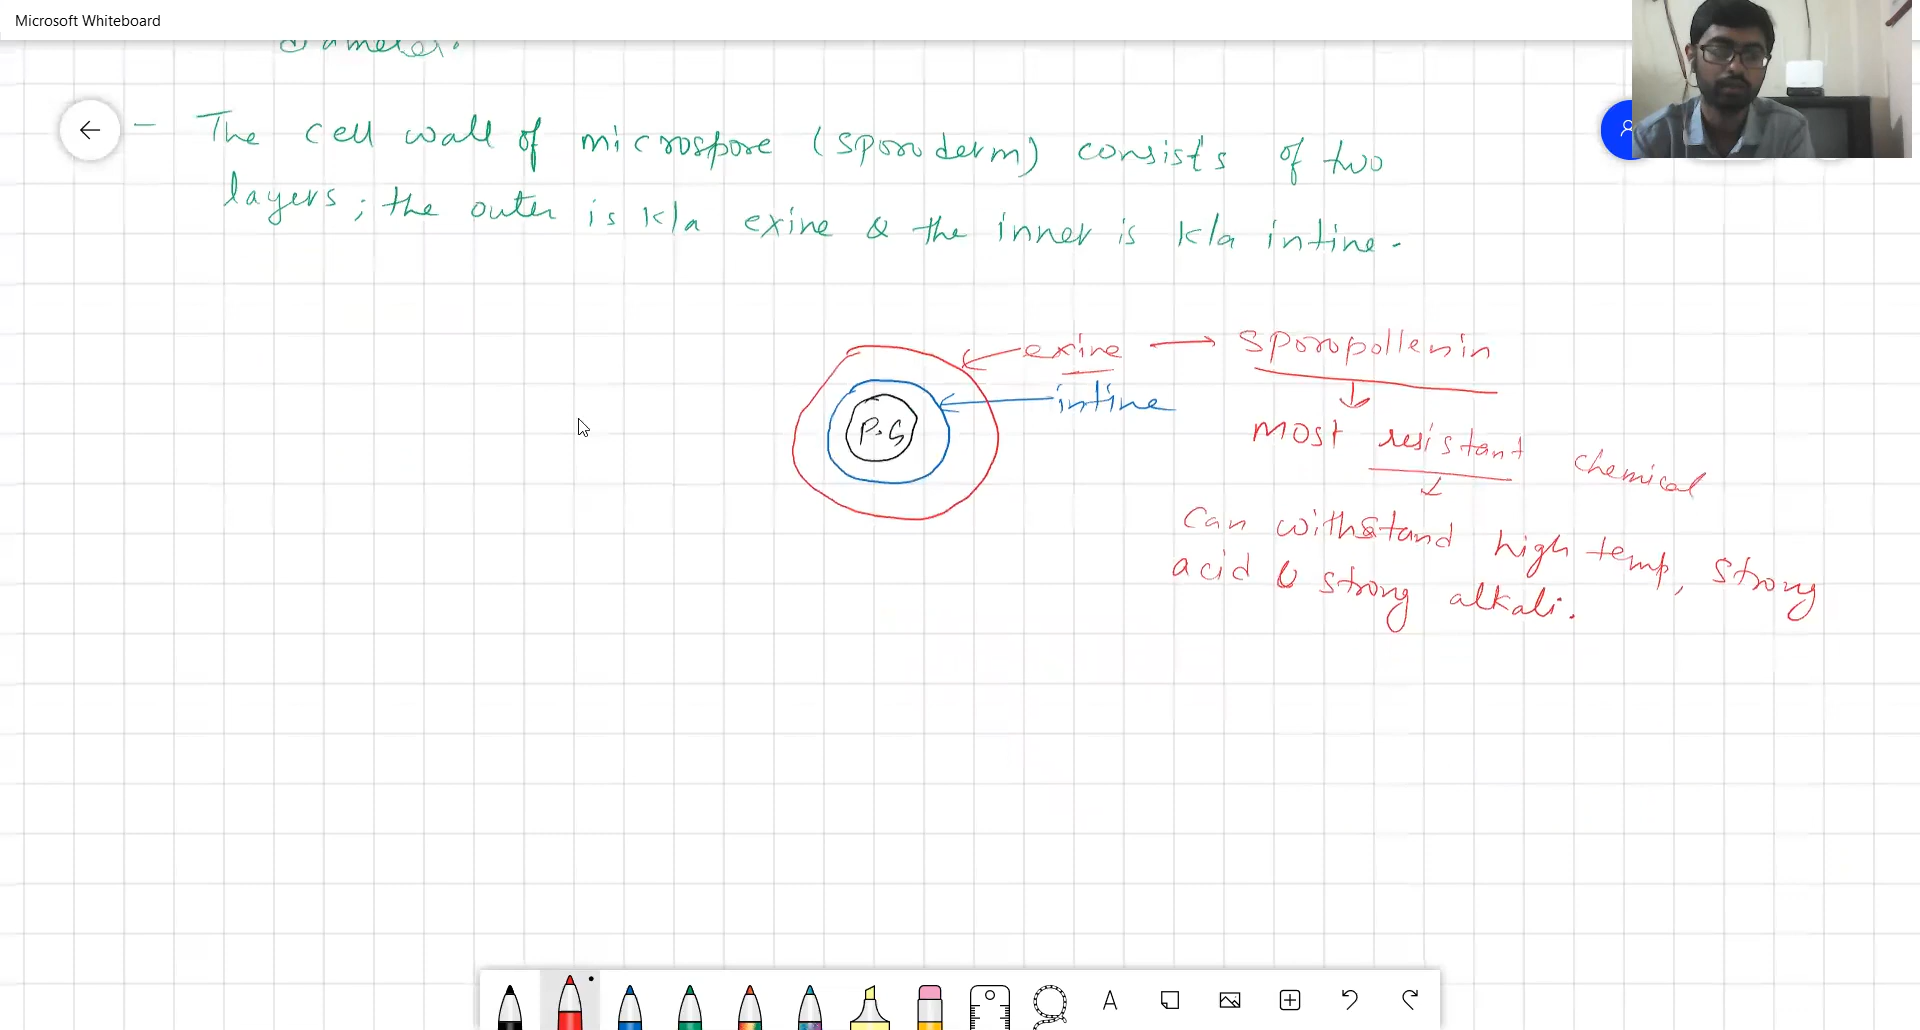 Microsoft Whiteboard
diameter.
- The cell wall of microspore (sporoderm) consists of two
layers; the outer is k/a exine & the inner is k/a intine.
exine → sporopollenin
intine
P.G
most resistant chemical
can withstand high temp, strong
acid & strong alkali.
A